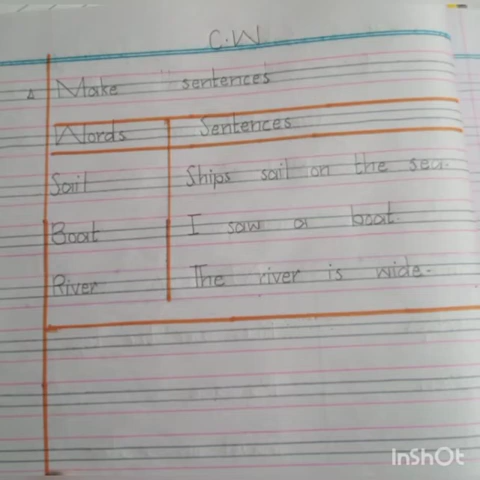 C.W
Make sentences
Words Sentences
Sail Ships sail on the sea.
Boat I saw a boat.
River The river is wide.
InShOt